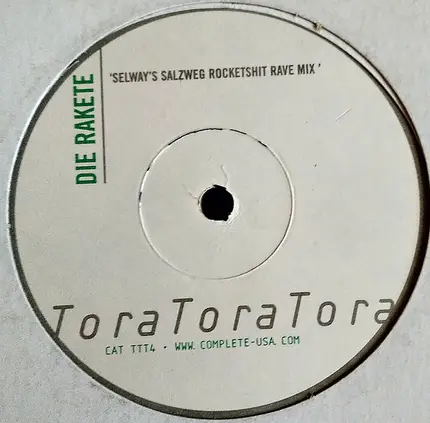 DIE RAKETE
'SELWAY'S SALZWEG ROCKETSHIT RAVE MIX'
ToraToraTora
CAT TTT4 · WWW.COMPLETE-USA.COM